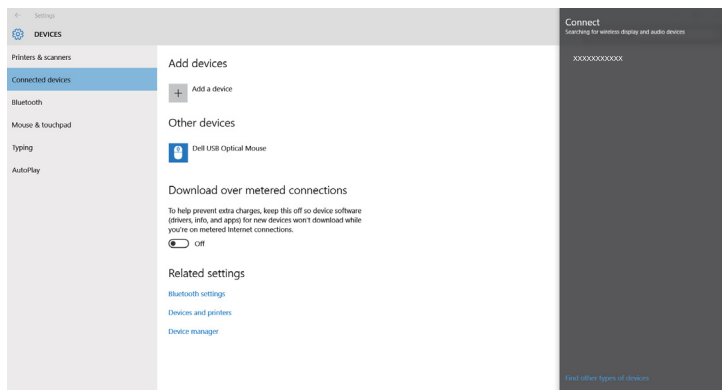 Settings
DEVICES
Printers & scanners
Connected devices
Bluetooth
Mouse & touchpad
Typing
AutoPlay
Add devices
Add a device
Other devices
Dell USB Optical Mouse
Download over metered connections
To help prevent extra charges, keep this off so device software
(drivers, info, and apps) for new devices won't download while
you're on metered Internet connections.
Off
Related settings
Bluetooth settings
Devices and printers
Device manager
Connect
Searching for wireless display and audio devices
XXXXXXXXXXX
Find other types of devices